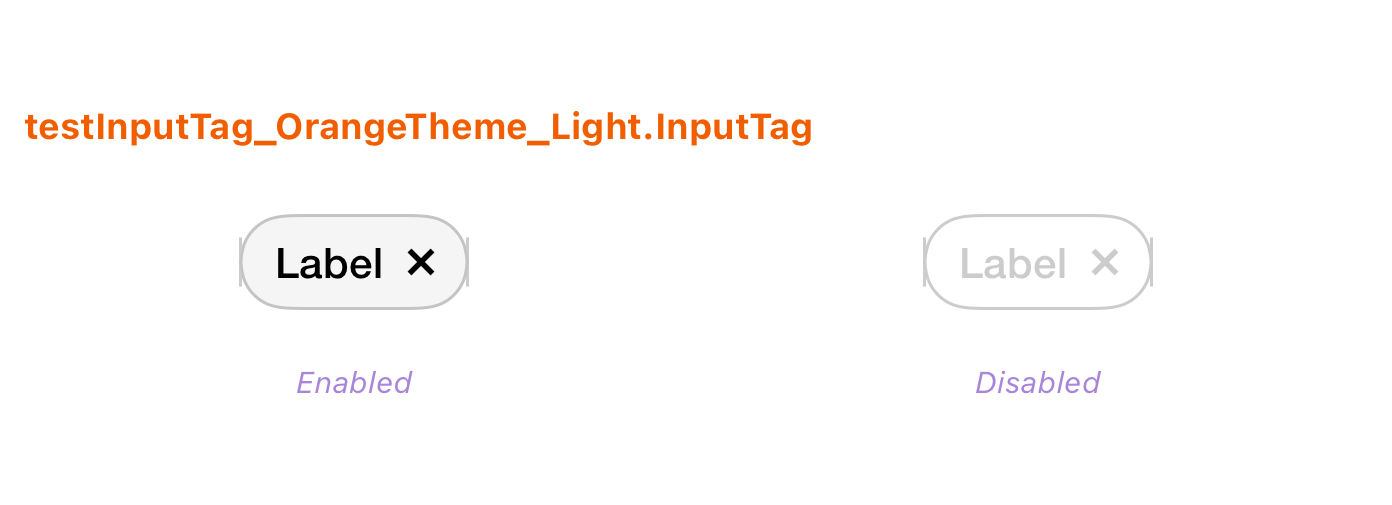 testInputTag_OrangeTheme_Light.InputTag
Label ✕ Label ✕
Enabled Disabled